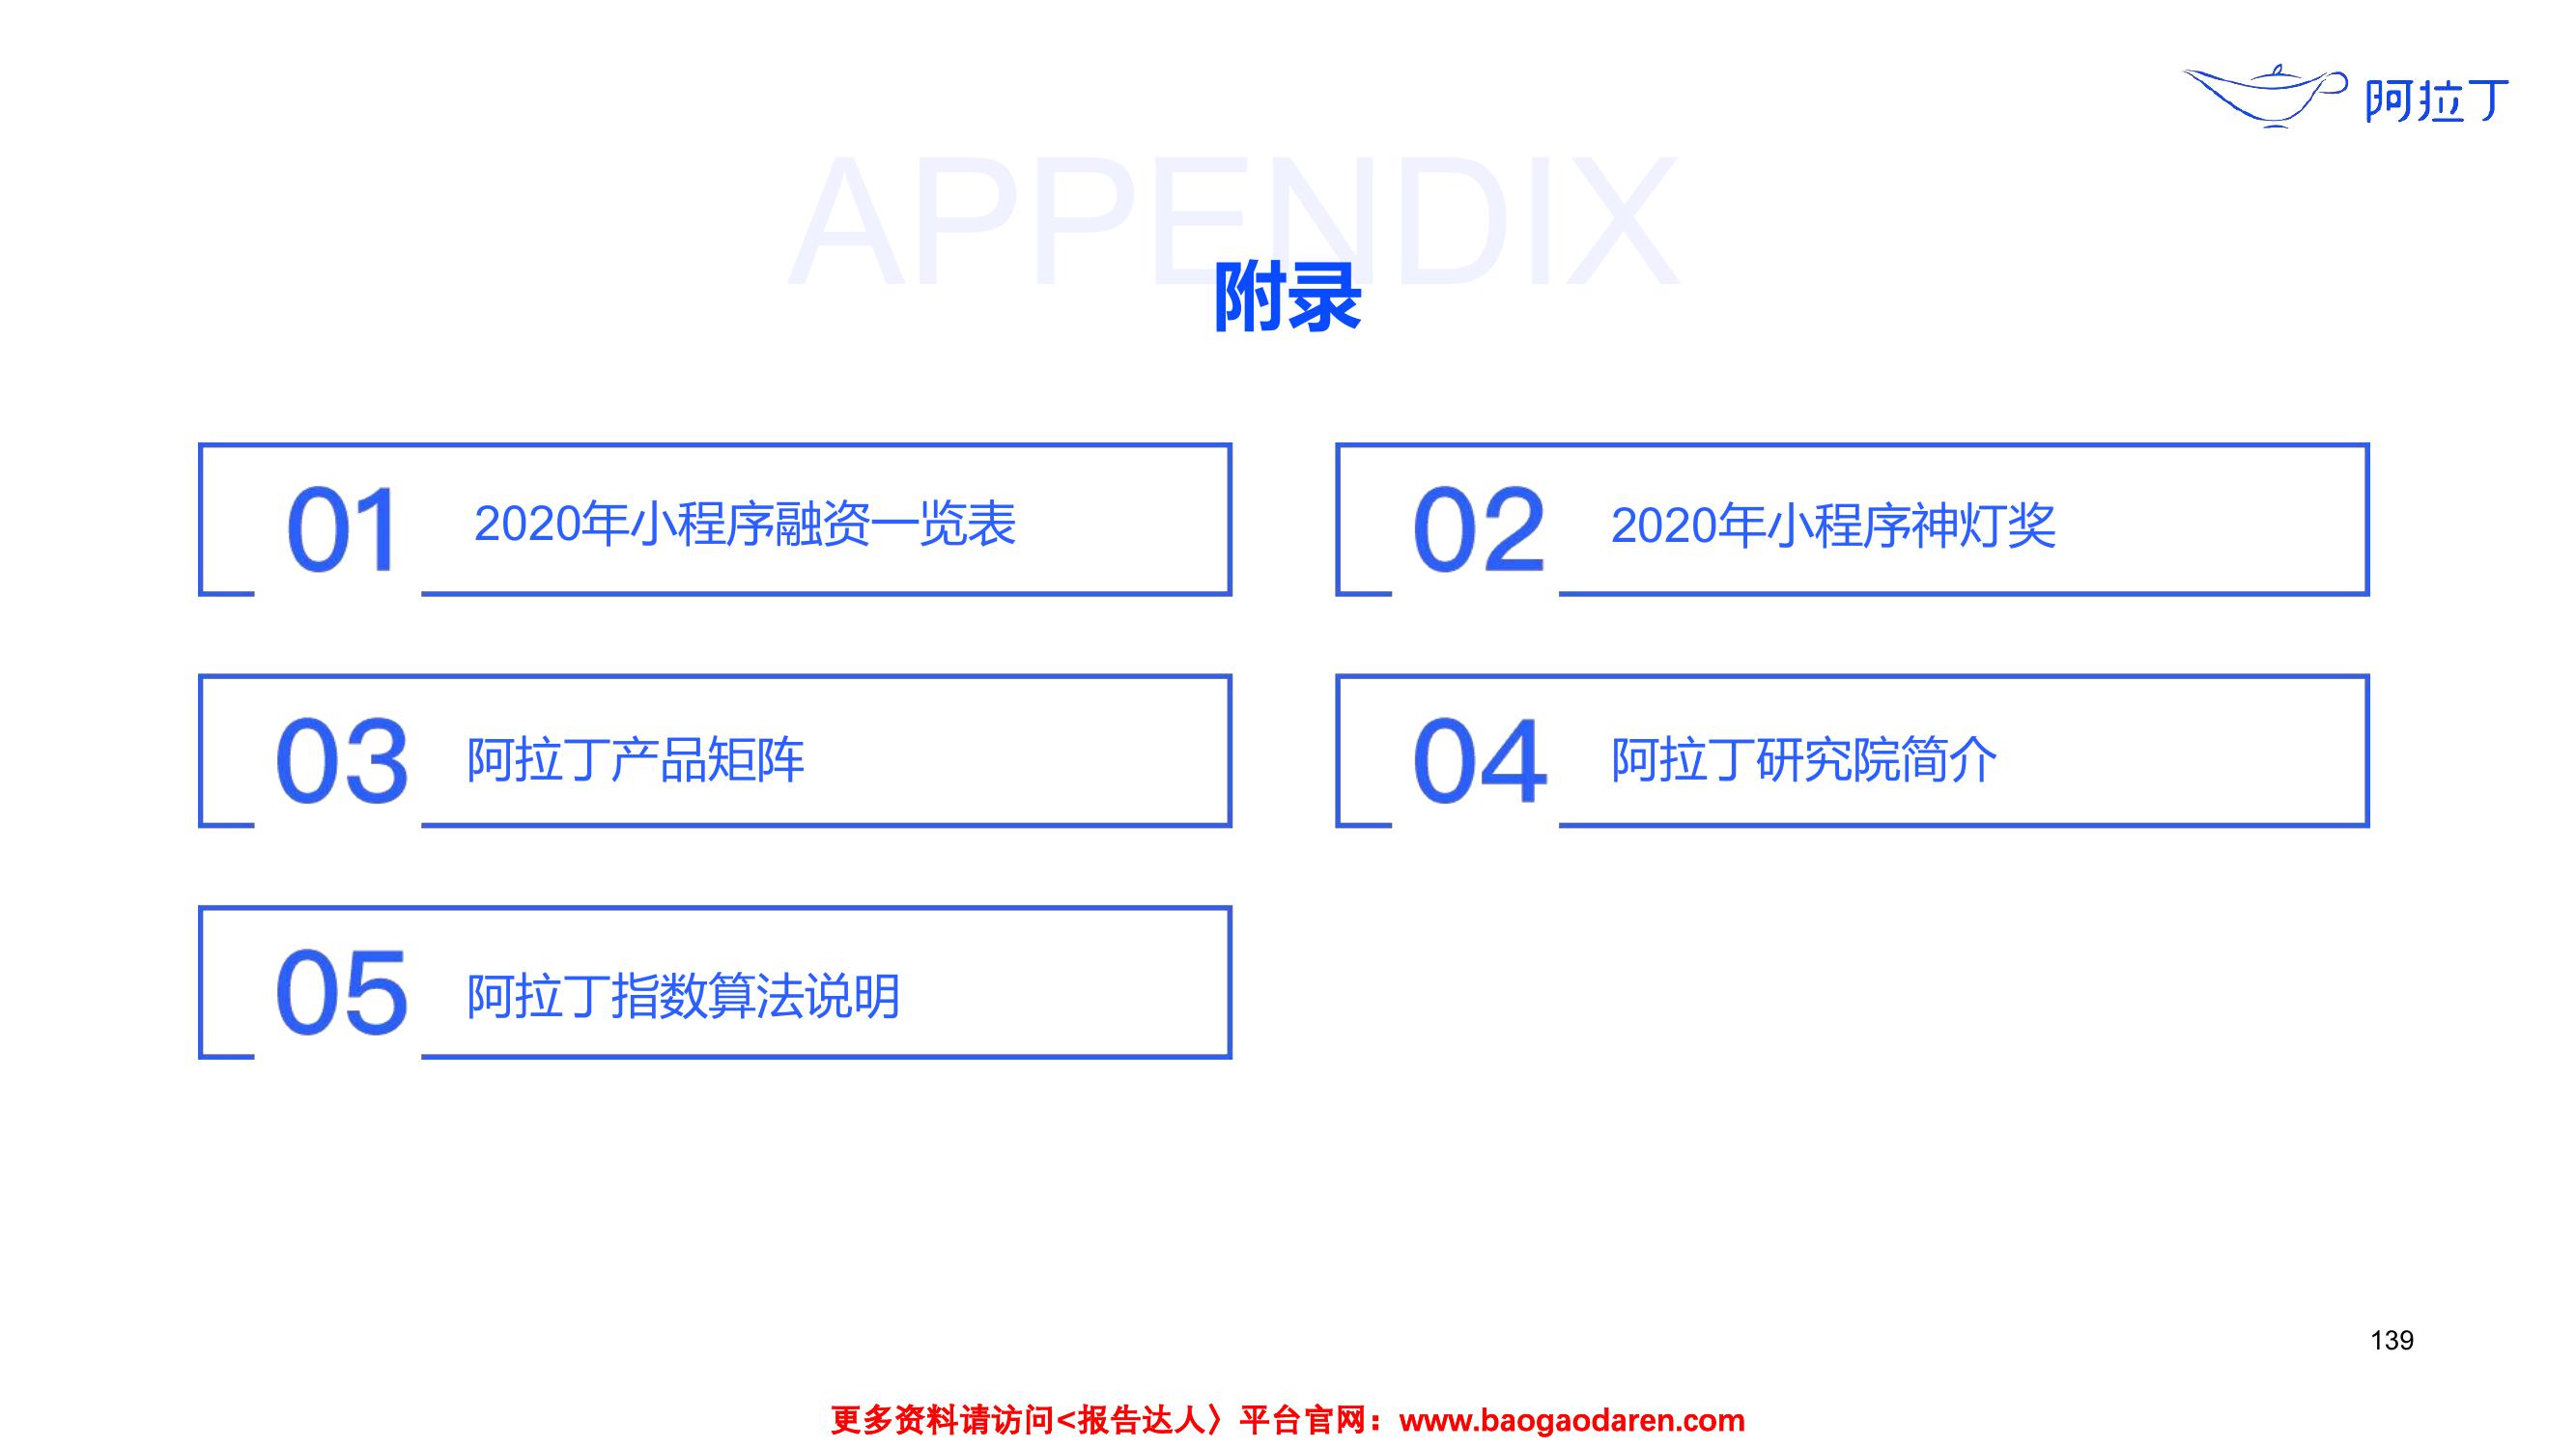 阿拉丁
APPENDIX
附录
01 2020年小程序融资一览表
02 2020年小程序神灯奖
03 阿拉丁产品矩阵
04 阿拉丁研究院简介
05 阿拉丁指数算法说明
139
更多资料请访问<报告达人〉平台官网：www.baogaodaren.com